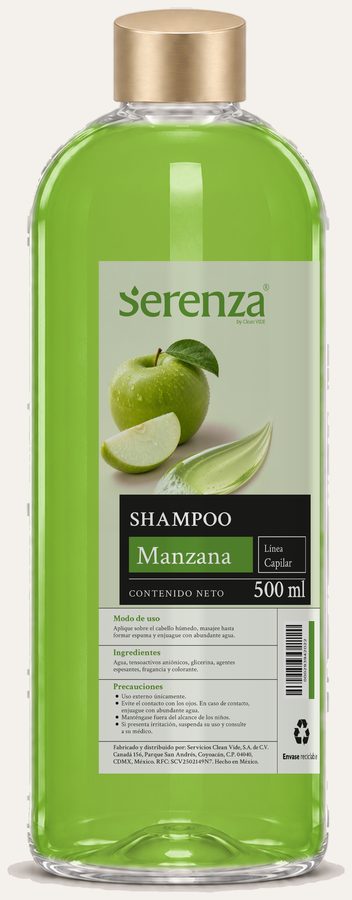 Serenza®
by Clean VIDE
SHAMPOO
Manzana
Línea
Capilar
CONTENIDO NETO 500 ml
Modo de uso
Aplique sobre el cabello húmedo, masajee hasta
formar espuma y enjuague con abundante agua.
Ingredientes
Agua, tensoactivos aniónicos, glicerina, agentes
espesantes, fragancia y colorante.
Precauciones
• Uso externo únicamente.
• Evite el contacto con los ojos. En caso de contacto,
enjuague con abundante agua.
• Manténgase fuera del alcance de los niños.
• Si presenta irritación, suspenda su uso y consulte
a su médico.
Fabricado y distribuido por: Servicios Clean Vide, S.A. de C.V.
Canadá 156, Parque San Andrés, Coyoacán, C.P. 04040,
CDMX, México. RFC: SCV2502149N7. Hecho en México.
Envase reciclable